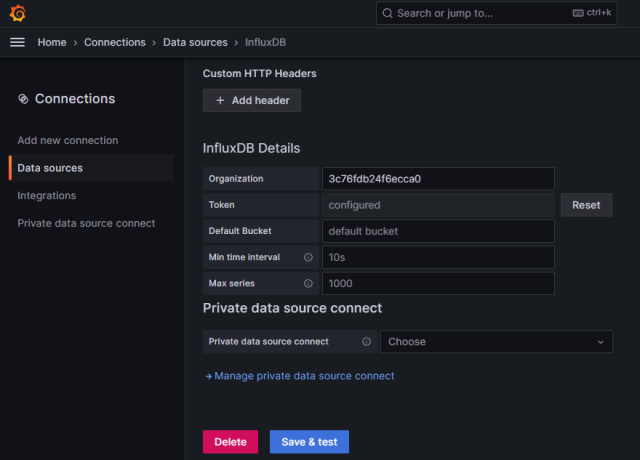 Search or jump to...
ctrl+k
Home › Connections › Data sources › InfluxDB
Connections
Add new connection
Data sources
Integrations
Private data source connect
Custom HTTP Headers
+ Add header
InfluxDB Details
Organization 3c76fdb24f6ecca0
Token configured Reset
Default Bucket default bucket
Min time interval 10s
Max series 1000
Private data source connect
Private data source connect Choose
→ Manage private data source connect
Delete Save & test